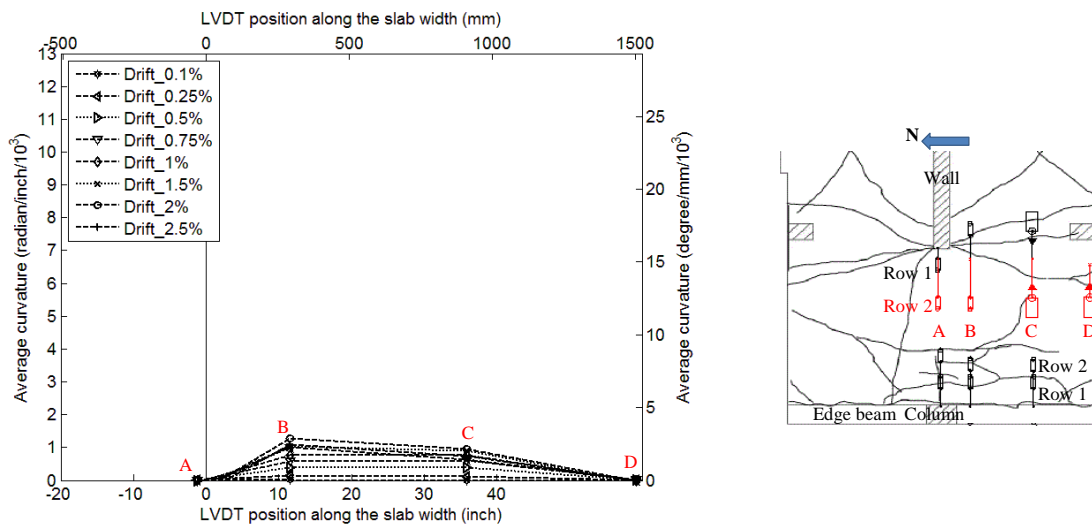 LVDT position along the slab width (mm)
-500 0 500 1000 1500
13
12
11
10
9
8
7
6
5
4
3
2
1
0
Average curvature (radian/inch/10³)
Drift_0.1%
Drift_0.25%
Drift_0.5%
Drift_0.75%
Drift_1%
Drift_1.5%
Drift_2%
Drift_2.5%
25
20
15
10
5
0
Average curvature (degree/mm/10³)
A
B
C
D
-20 -10 0 10 20 30 40
LVDT position along the slab width (inch)
N
Wall
Row 1
Row 2
A B C D
Row 2
Row 1
Edge beam Column